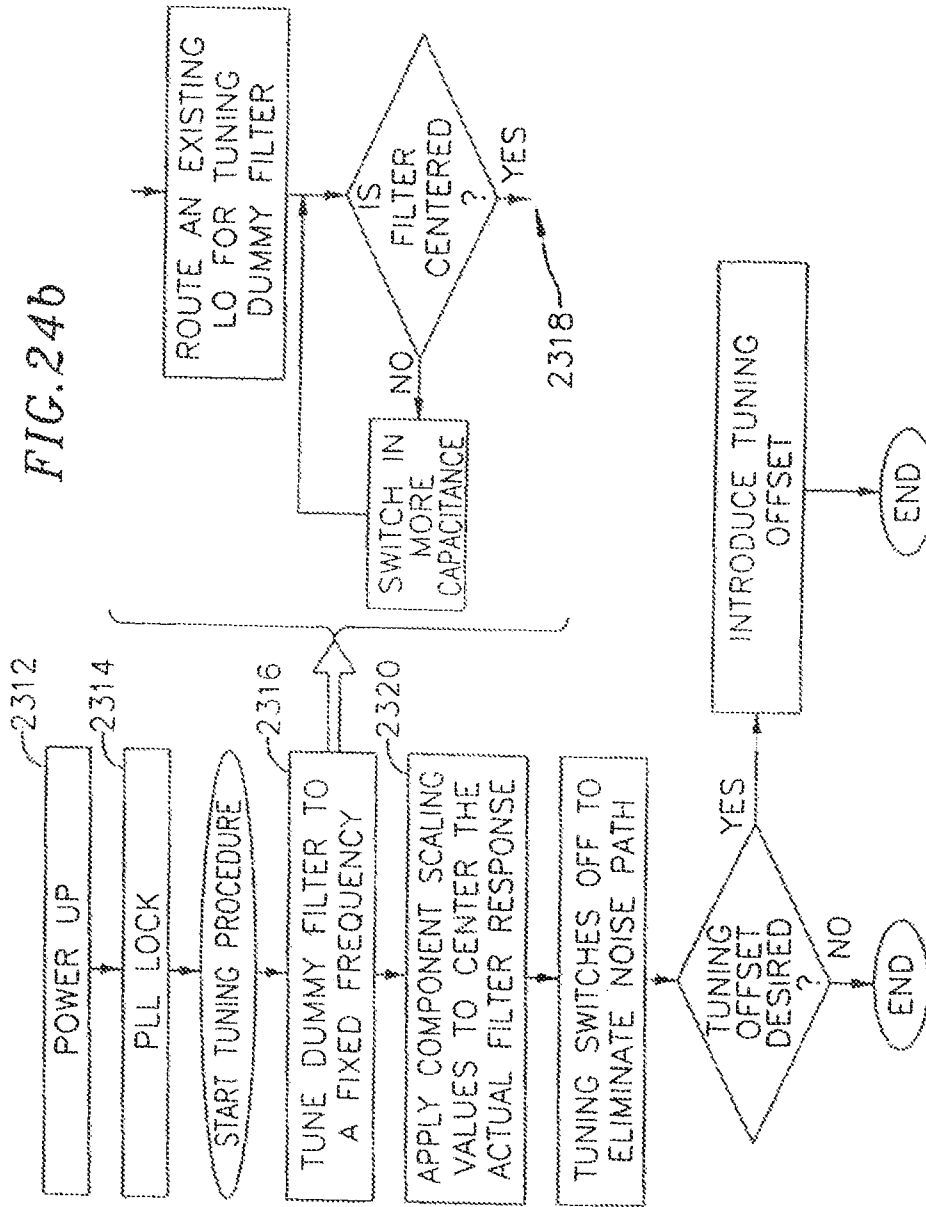 FIG.24b
POWER UP
2312
PLL LOCK
2314
START TUNING PROCEDURE
TUNE DUMMY FILTER TO
A FIXED FREQUENCY
2316
APPLY COMPONENT SCALING
VALUES TO CENTER THE
ACTUAL FILTER RESPONSE
2320
TUNING SWITCHES OFF TO
ELIMINATE NOISE PATH
TUNING
OFFSET
DESIRED
?
YES
NO
END
INTRODUCE TUNING
OFFSET
END
ROUTE AN EXISTING
LO FOR TUNING
DUMMY FILTER
IS
FILTER
CENTERED
?
NO
YES
SWITCH IN
MORE
CAPACITANCE
2318